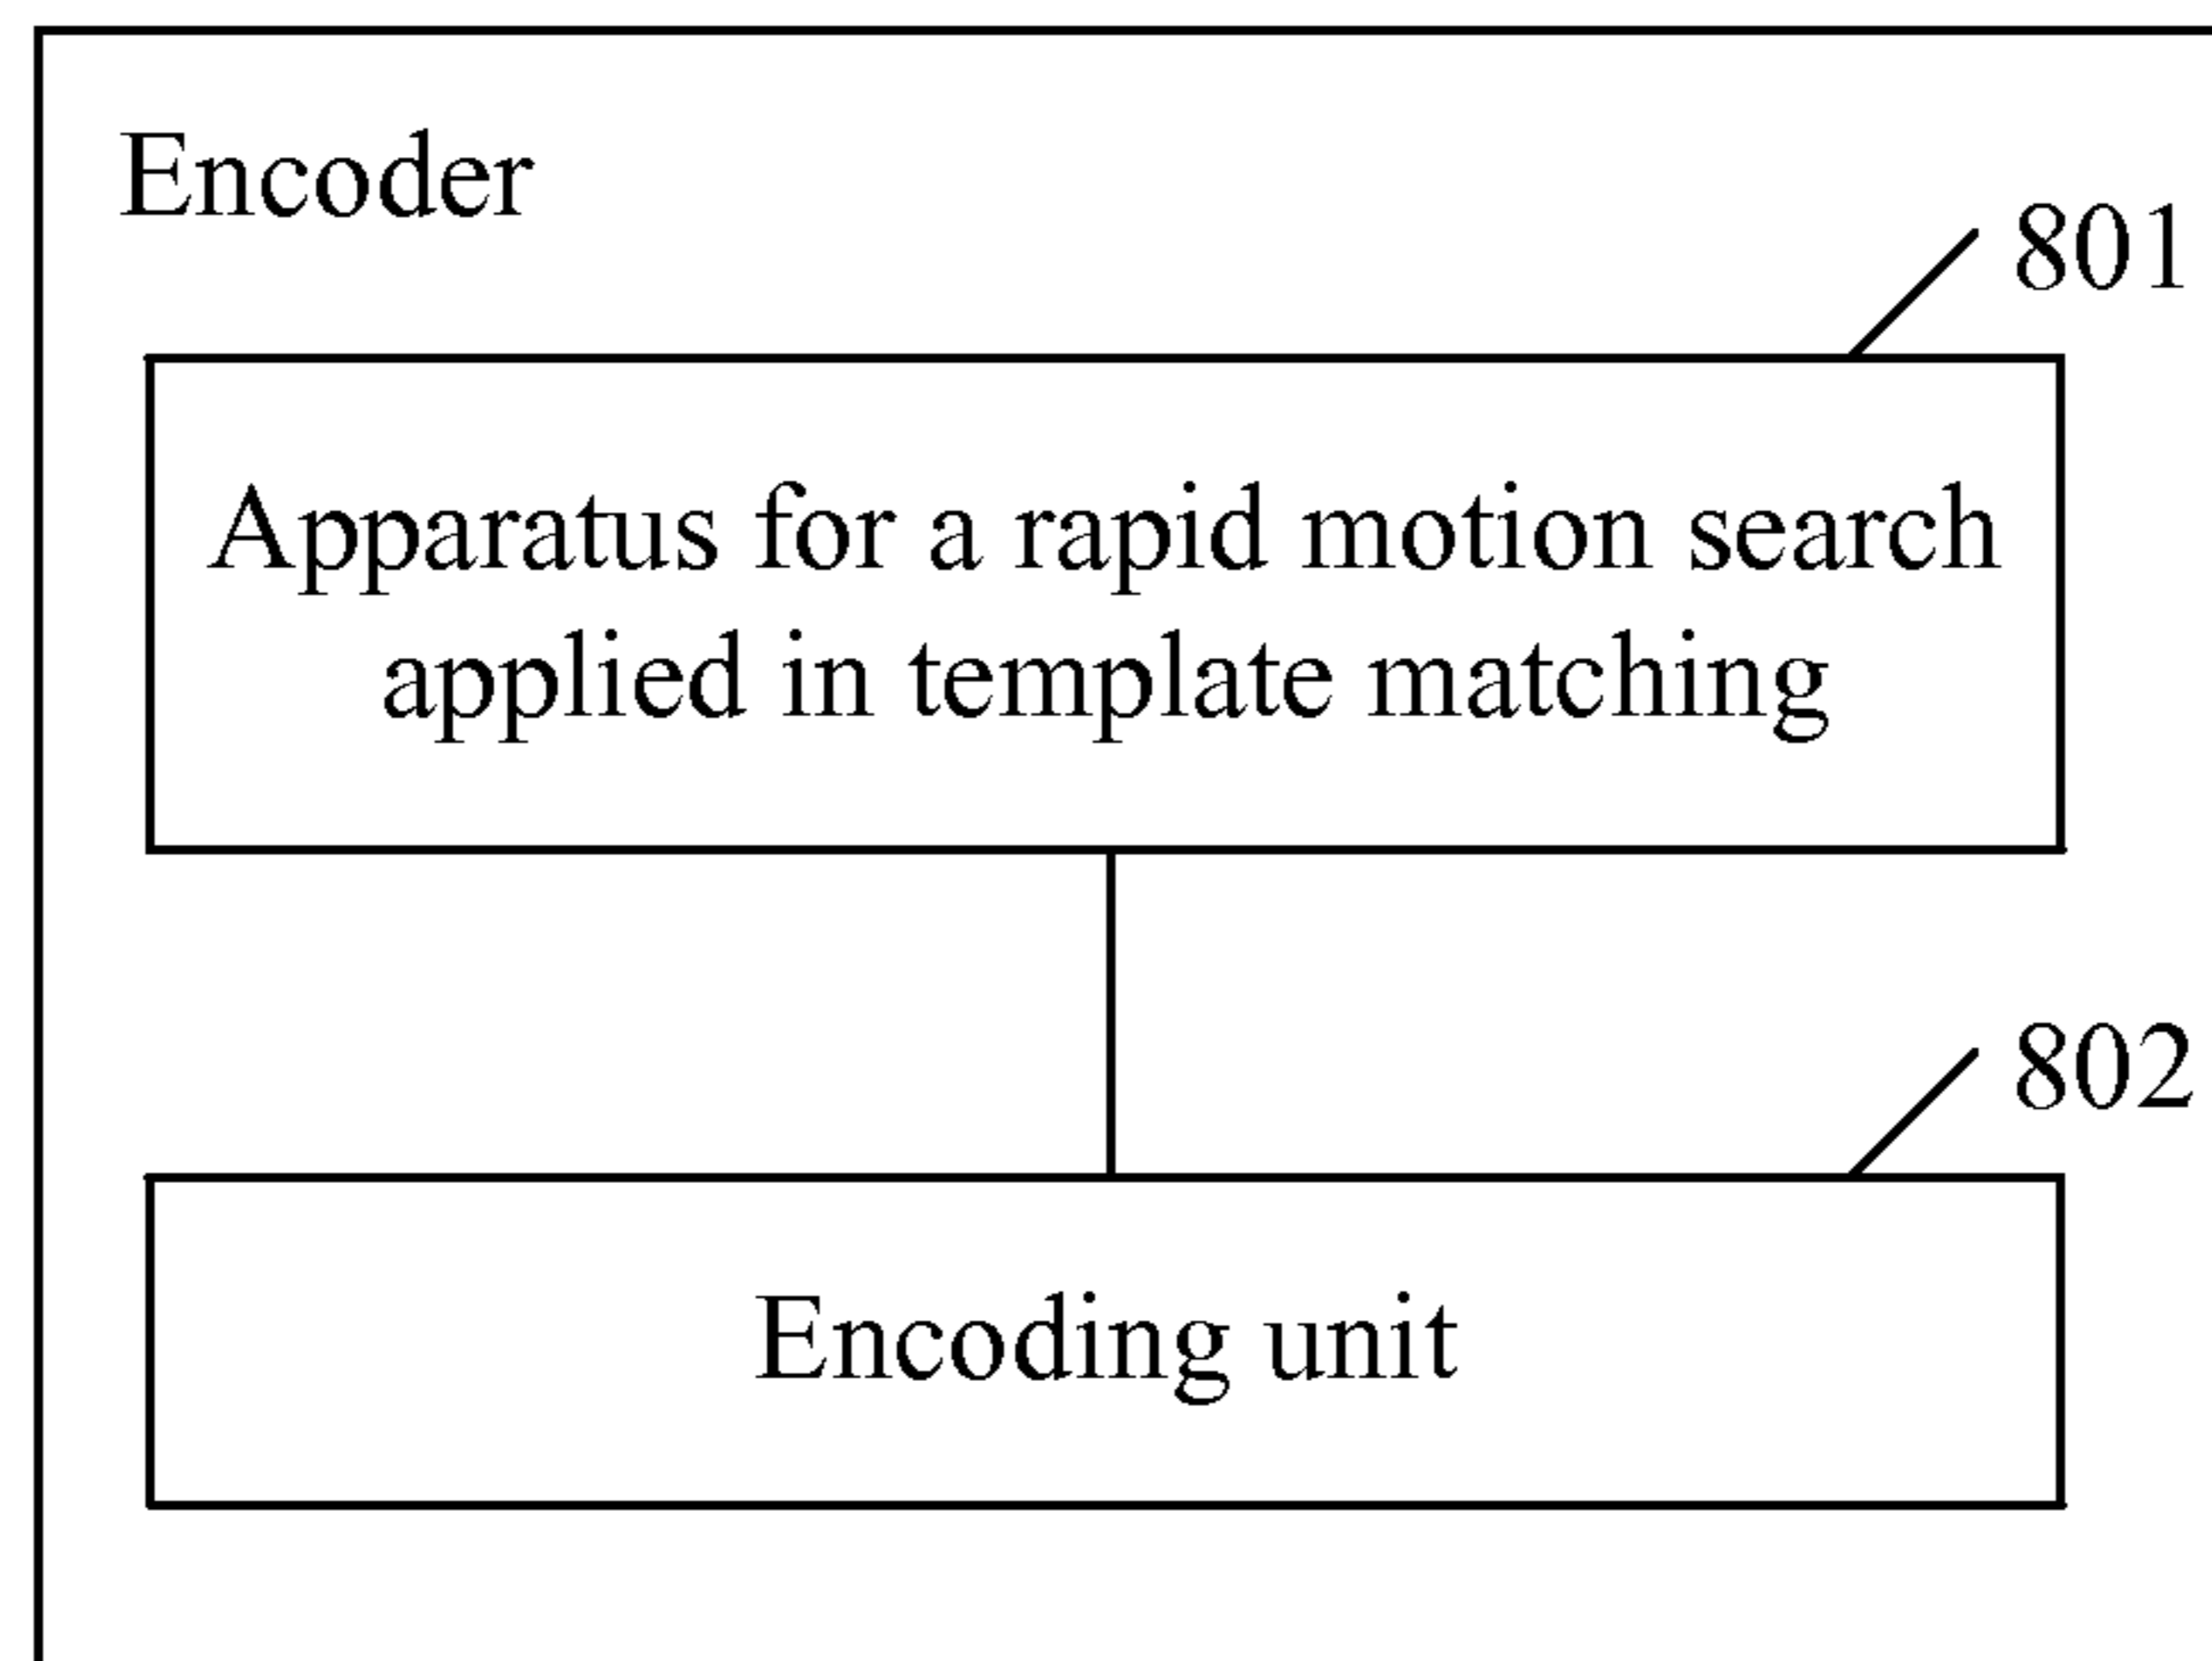 Encoder
801
Apparatus for a rapid motion search
applied in template matching
802
Encoding unit